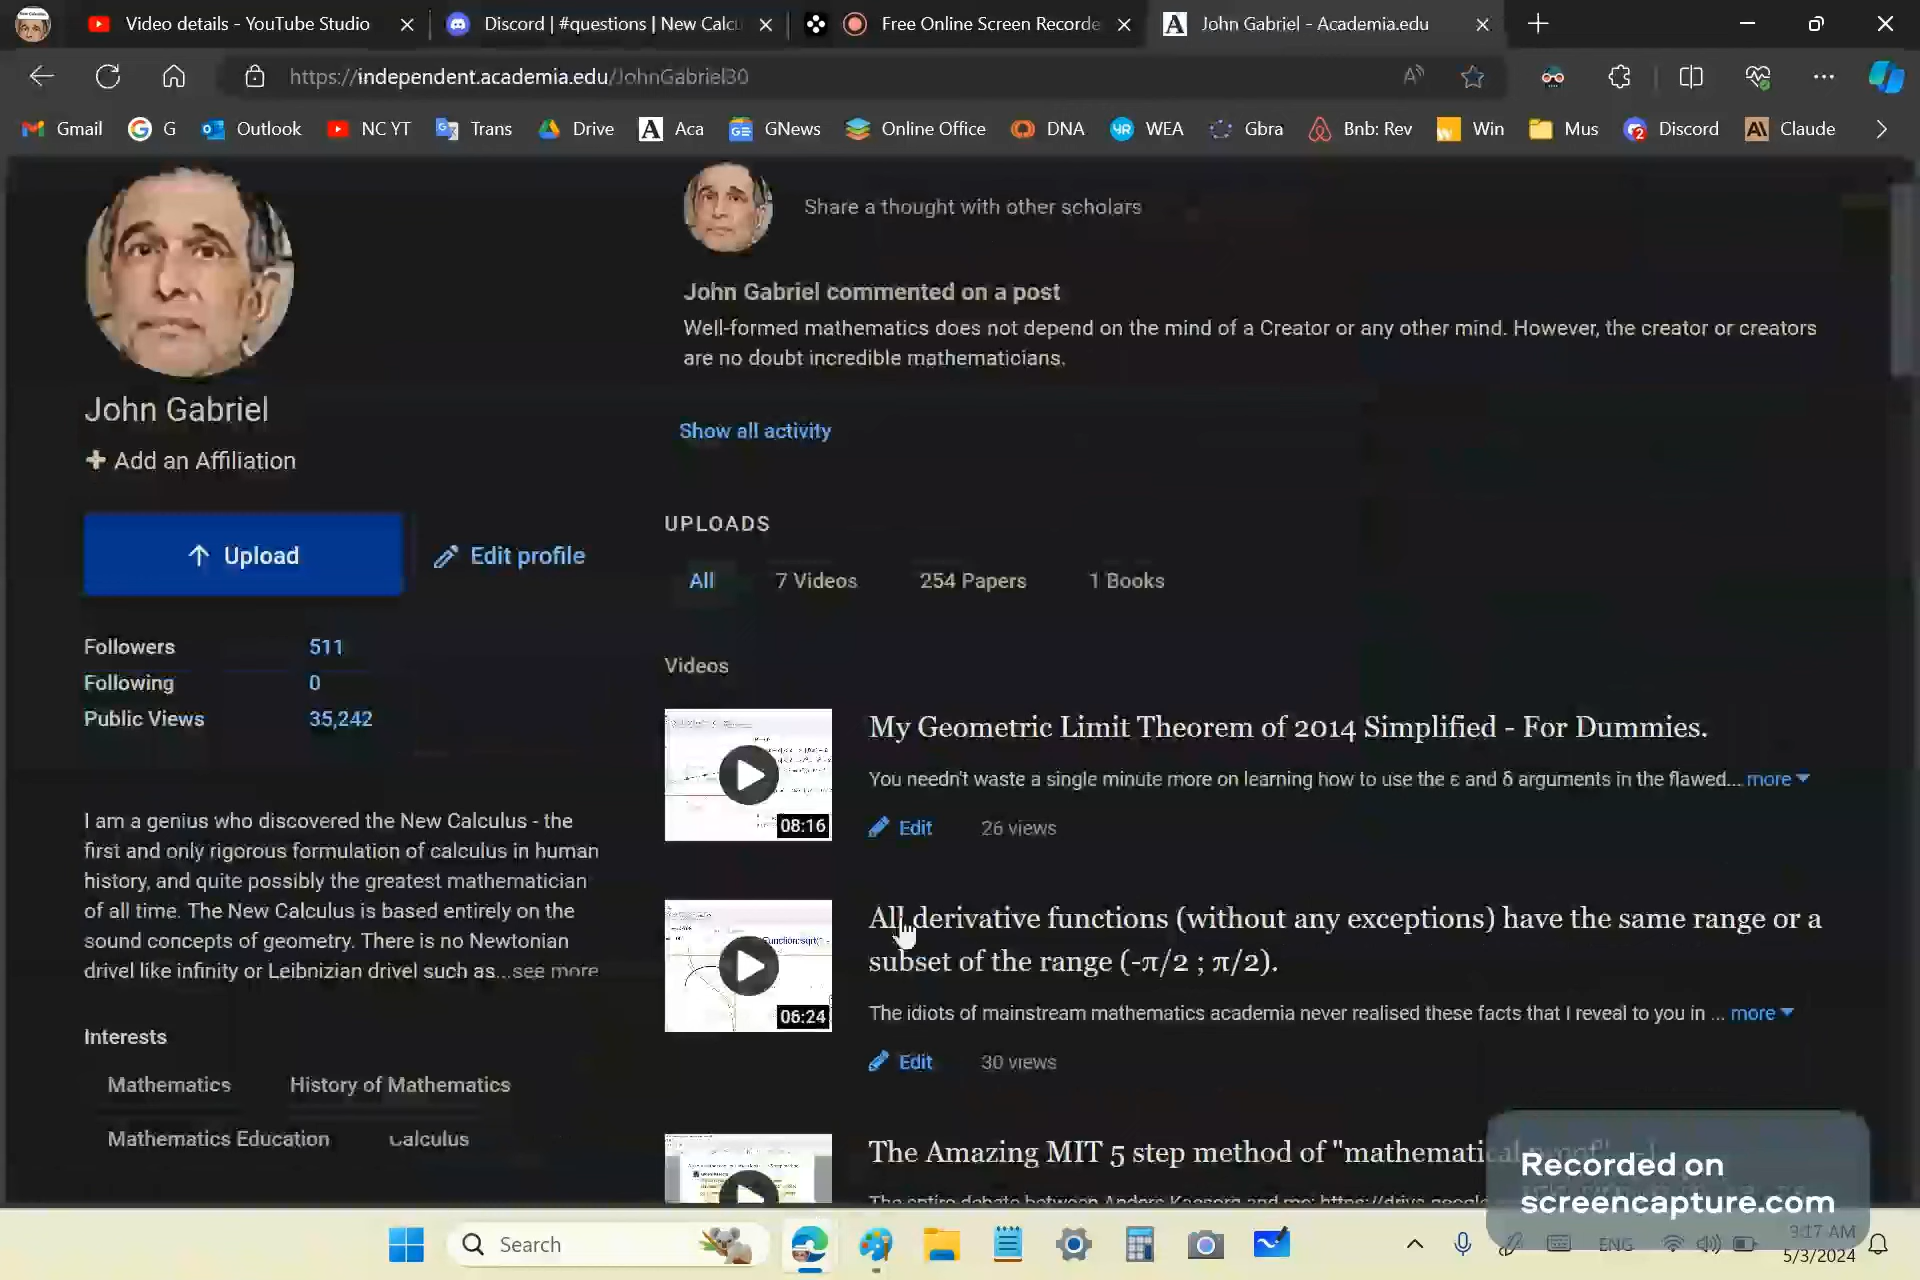 Video details - YouTube Studio
Discord | #questions | New Calcu
Free Online Screen Recorde
John Gabriel - Academia.edu
https://independent.academia.edu/JohnGabriel30
Gmail G Outlook NC YT Trans Drive Aca GNews Online Office DNA WEA Gbra Bnb: Rev Win Mus Discord Claude
Share a thought with other scholars
John Gabriel commented on a post
Well-formed mathematics does not depend on the mind of a Creator or any other mind. However, the creator or creators
are no doubt incredible mathematicians.
Show all activity
John Gabriel
+ Add an Affiliation
Upload
Edit profile
Followers 511
Following 0
Public Views 35,242
I am a genius who discovered the New Calculus - the
first and only rigorous formulation of calculus in human
history, and quite possibly the greatest mathematician
of all time. The New Calculus is based entirely on the
sound concepts of geometry. There is no Newtonian
drivel like infinity or Leibnizian drivel such as...see more
Interests
Mathematics History of Mathematics
Mathematics Education Calculus
UPLOADS
All 7 Videos 254 Papers 1 Books
Videos
08:16
My Geometric Limit Theorem of 2014 Simplified - For Dummies.
You needn't waste a single minute more on learning how to use the ε and δ arguments in the flawed... more
Edit 26 views
06:24
All derivative functions (without any exceptions) have the same range or a
subset of the range (-π/2 ; π/2).
The idiots of mainstream mathematics academia never realised these facts that I reveal to you in ... more
Edit 30 views
The Amazing MIT 5 step method of "mathematical
The entire debate between Anders Kaseorg and me: https://drive.google
Recorded on
screencapture.com
Search
ENG
3:17 AM
5/3/2024